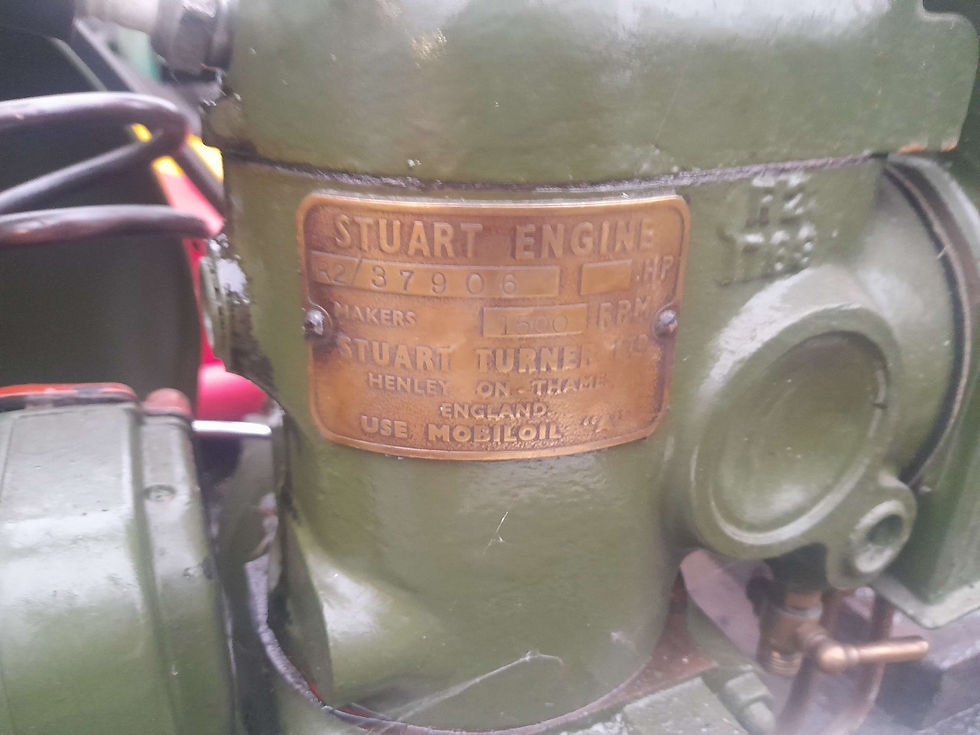 STUART ENGINE
R2/37906 HP
MAKERS 1500 RPM
STUART TURNER LTD
HENLEY - ON - THAMES
ENGLAND.
USE MOBILOIL "A"